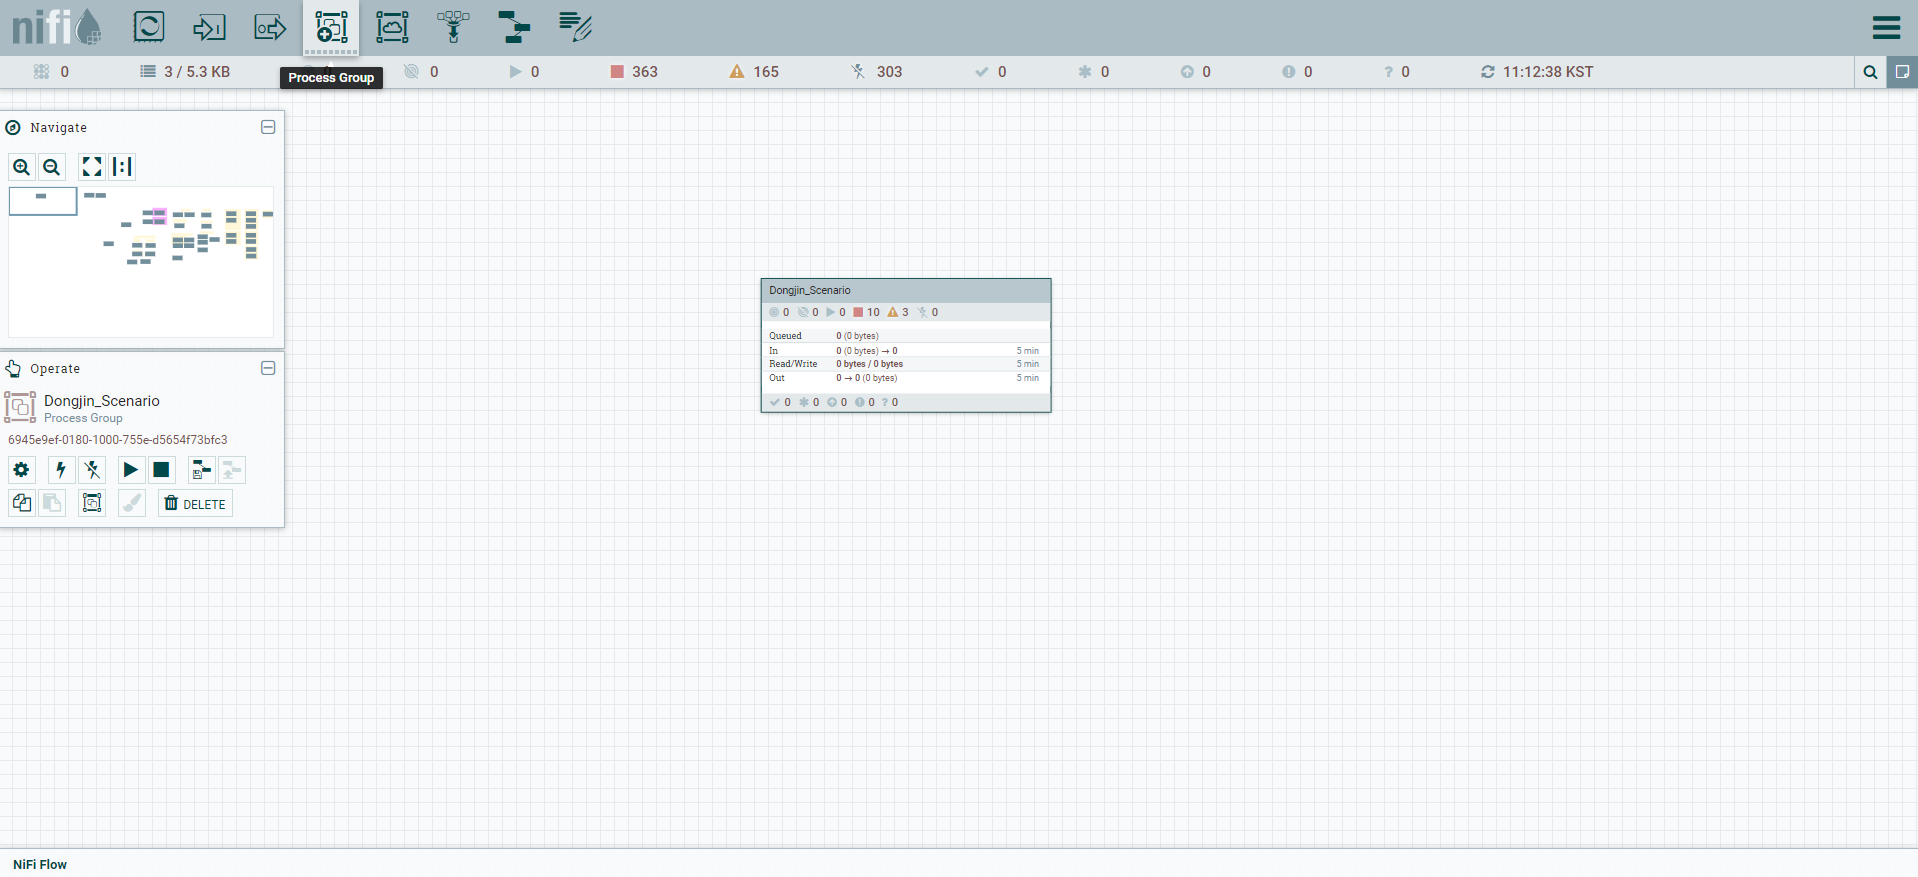 nifi
0 3 / 5.3 KB 0 0 363 165 303 0 0 0 0 ? 0 11:12:38 KST
Process Group
Navigate
Operate
Dongjin_Scenario
Process Group
6945e9ef-0180-1000-755e-d5654f73bfc3
DELETE
Dongjin_Scenario
0 0 0 10 3 0
Queued 0 (0 bytes)
In 0 (0 bytes) → 0 5 min
Read/Write 0 bytes / 0 bytes 5 min
Out 0 → 0 (0 bytes) 5 min
0 0 0 0 ? 0
NiFi Flow